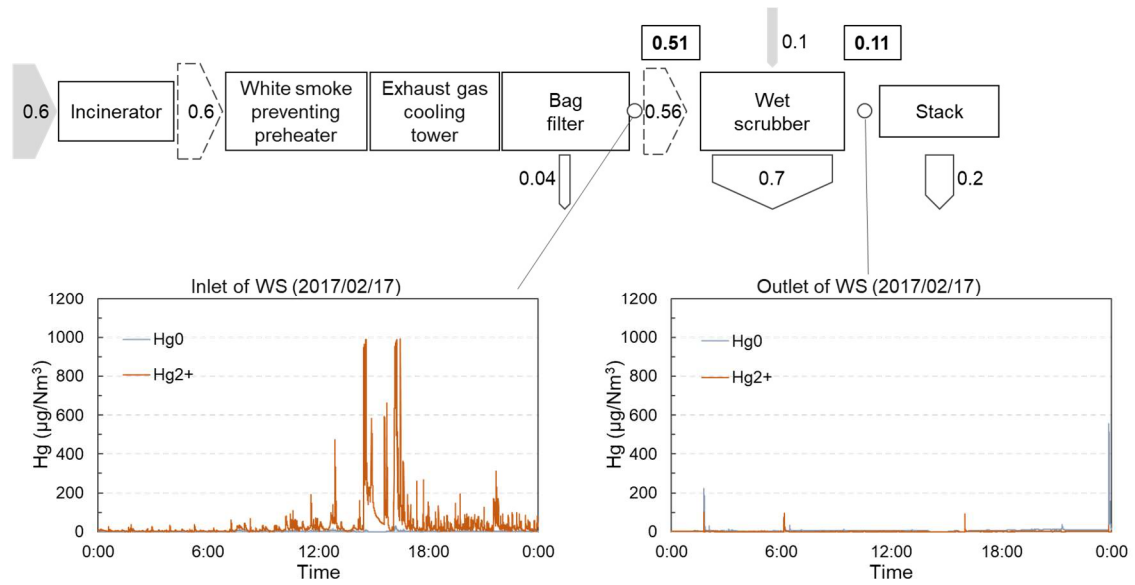 0.51
0.1
0.11
0.6
Incinerator
0.6
White smoke
preventing
preheater
Exhaust gas
cooling
tower
Bag
filter
0.56
Wet
scrubber
Stack
0.04
0.7
0.2
Inlet of WS (2017/02/17)
1200
1000
800
600
400
200
0
Hg (μg/Nm³)
Hg0
Hg2+
0:00
6:00
12:00
18:00
0:00
Time
Outlet of WS (2017/02/17)
1200
1000
800
600
400
200
0
Hg (μg/Nm³)
Hg0
Hg2+
0:00
6:00
12:00
18:00
0:00
Time